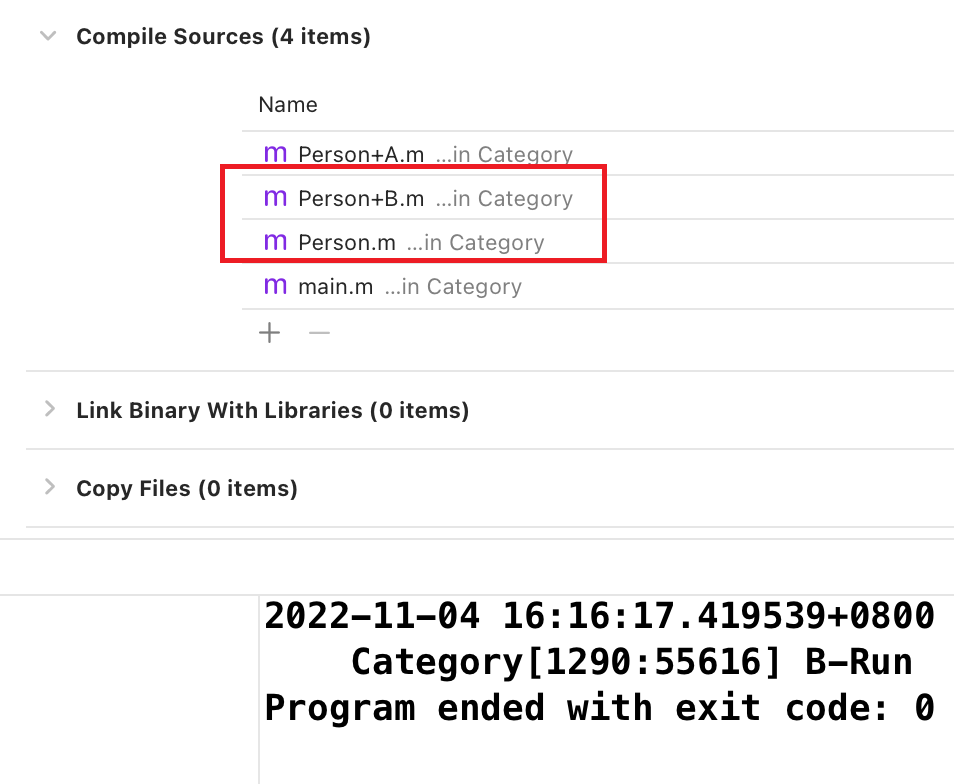 Compile Sources (4 items)
Name
m Person+A.m ...in Category
m Person+B.m ...in Category
m Person.m ...in Category
m main.m ...in Category
+ —
Link Binary With Libraries (0 items)
Copy Files (0 items)
2022-11-04 16:16:17.419539+0800
Category[1290:55616] B-Run
Program ended with exit code: 0